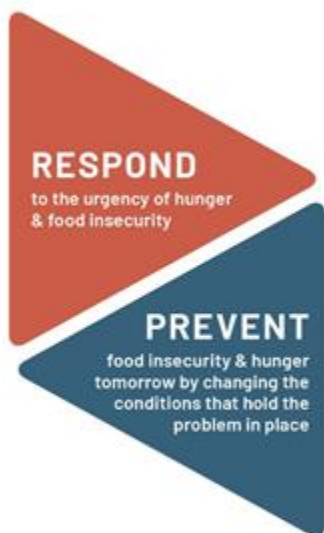 RESPOND
to the urgency of hunger
& food insecurity
PREVENT
food insecurity & hunger
tomorrow by changing the
conditions that hold the
problem in place